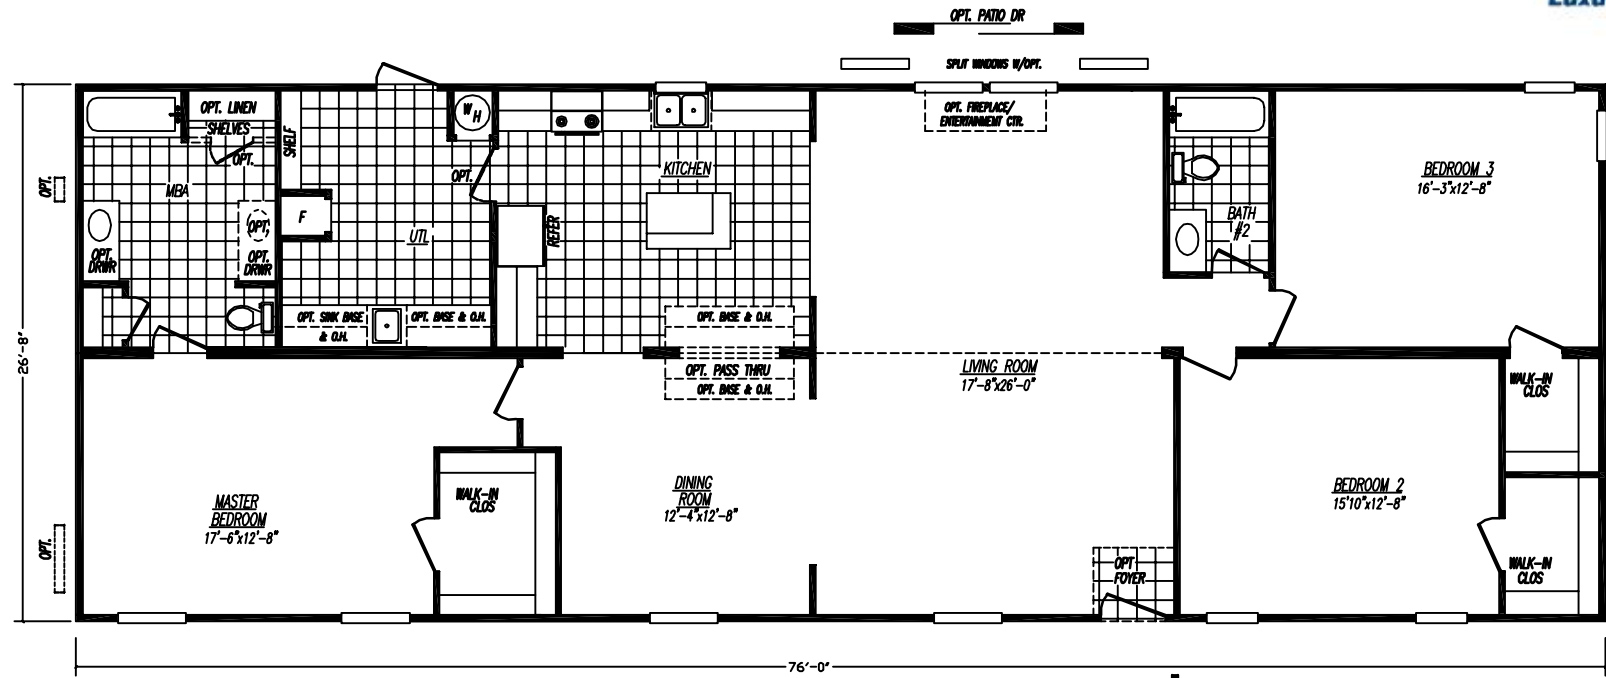 OPT. PATIO DR
SPLIT WINDOWS W/OPT.
OPT. LINEN
SHELVES
OPT.
SHELF
W
H
OPT. FIREPLACE/
ENTERTAINMENT CTR.
OPT.
MBA
OPT.
KITCHEN
BEDROOM 3
16'-3"x12'-8"
F
OPT.
UTL
REFER
BATH
#2
OPT.
DRWR
OPT.
DRWR
OPT. SINK BASE
& O.H.
OPT. BASE & O.H.
OPT. BASE & O.H.
26'-8"
OPT. PASS THRU
OPT. BASE & O.H.
LIVING ROOM
17'-8"x26'-0"
WALK-IN
CLOS
MASTER
BEDROOM
17'-6"x12'-8"
WALK-IN
CLOS
DINING
ROOM
12'-4"x12'-8"
BEDROOM 2
15'10"x12'-8"
OPT.
OPT
FOYER
WALK-IN
CLOS
76'-0"